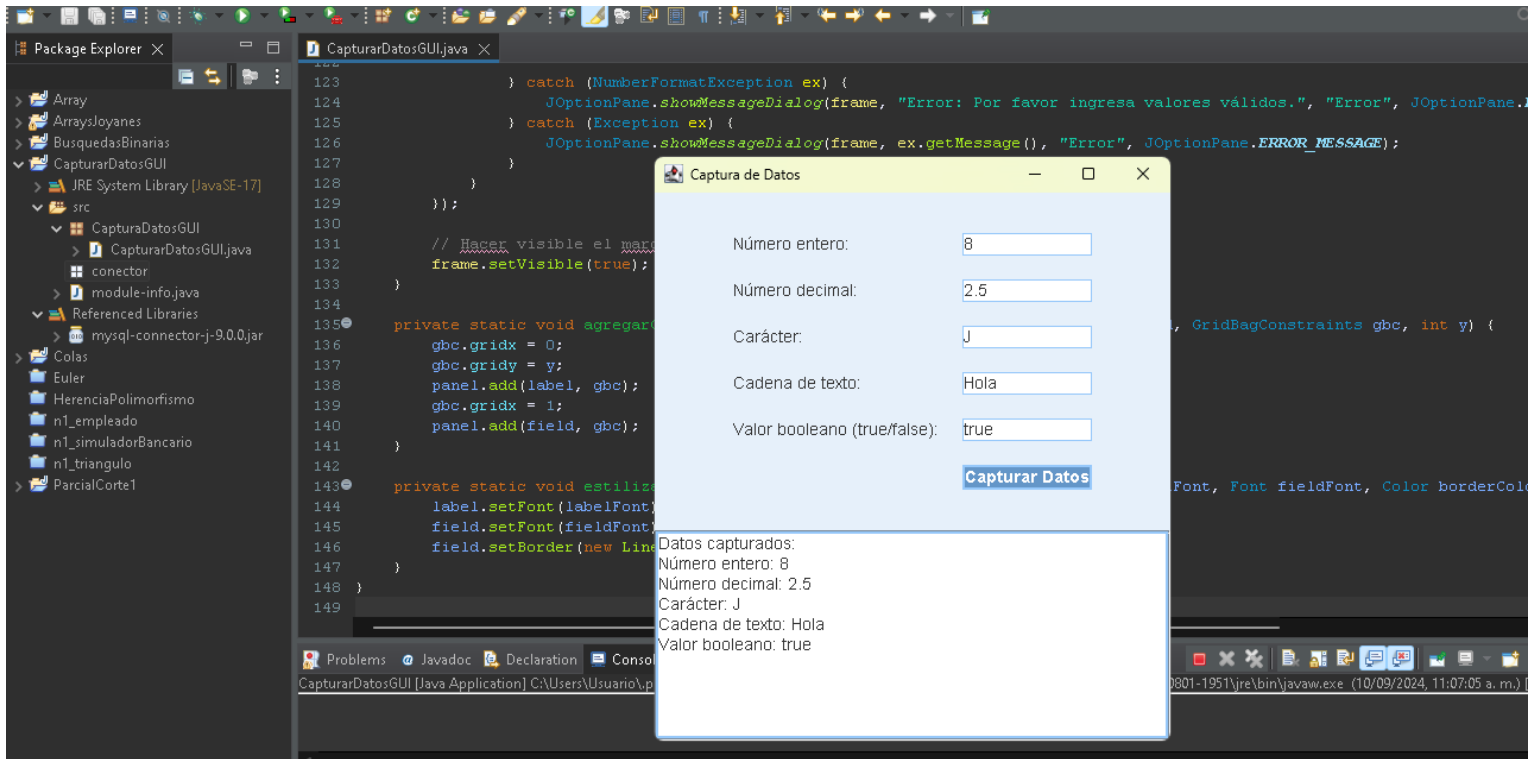 Package Explorer
Array
ArraysJoyanes
BusquedasBinarias
CapturarDatosGUI
JRE System Library [JavaSE-17]
src
CapturaDatosGUI
CapturarDatosGUI.java
conector
module-info.java
Referenced Libraries
mysql-connector-j-9.0.0.jar
Colas
Euler
HerenciaPolimorfismo
n1_empleado
n1_simuladorBancario
n1_triangulo
ParcialCorte1
CapturarDatosGUI.java
123 } catch (NumberFormatException ex) {
124 JOptionPane.showMessageDialog(frame, "Error: Por favor ingresa valores válidos.", "Error", JOptionPane.
125 } catch (Exception ex) {
126 JOptionPane.showMessageDialog(frame, ex.getMessage(), "Error", JOptionPane.ERROR_MESSAGE);
127 }
128 }
129 });
130
131 // Hacer visible el
132 frame.setVisible(true);
133 }
134
135 private static void , GridBagConstraints gbc, int y) {
136 gbc.gridx = 0;
137 gbc.gridy = y;
138 panel.add(label, gbc);
139 gbc.gridx = 1;
140 panel.add(field, gbc);
141 }
142
143 private static void Font, Font fieldFont, Color
144 label.setFont(labelFont)
145 field.setFont(fieldFont)
146 field.setBorder(new
147 }
148 }
149
Captura de Datos
Número entero: 8
Número decimal: 2.5
Carácter: J
Cadena de texto: Hola
Valor booleano (true/false): true
Capturar Datos
Datos capturados:
Número entero: 8
Número decimal: 2.5
Carácter: J
Cadena de texto: Hola
Valor booleano: true
Problems @ Javadoc Declaration
CapturarDatosGUI [Java Application] C:\Users\Usuario\.p 0801-1951\jre\bin\javaw.exe (10/09/2024, 11:07:05 a. m.) [